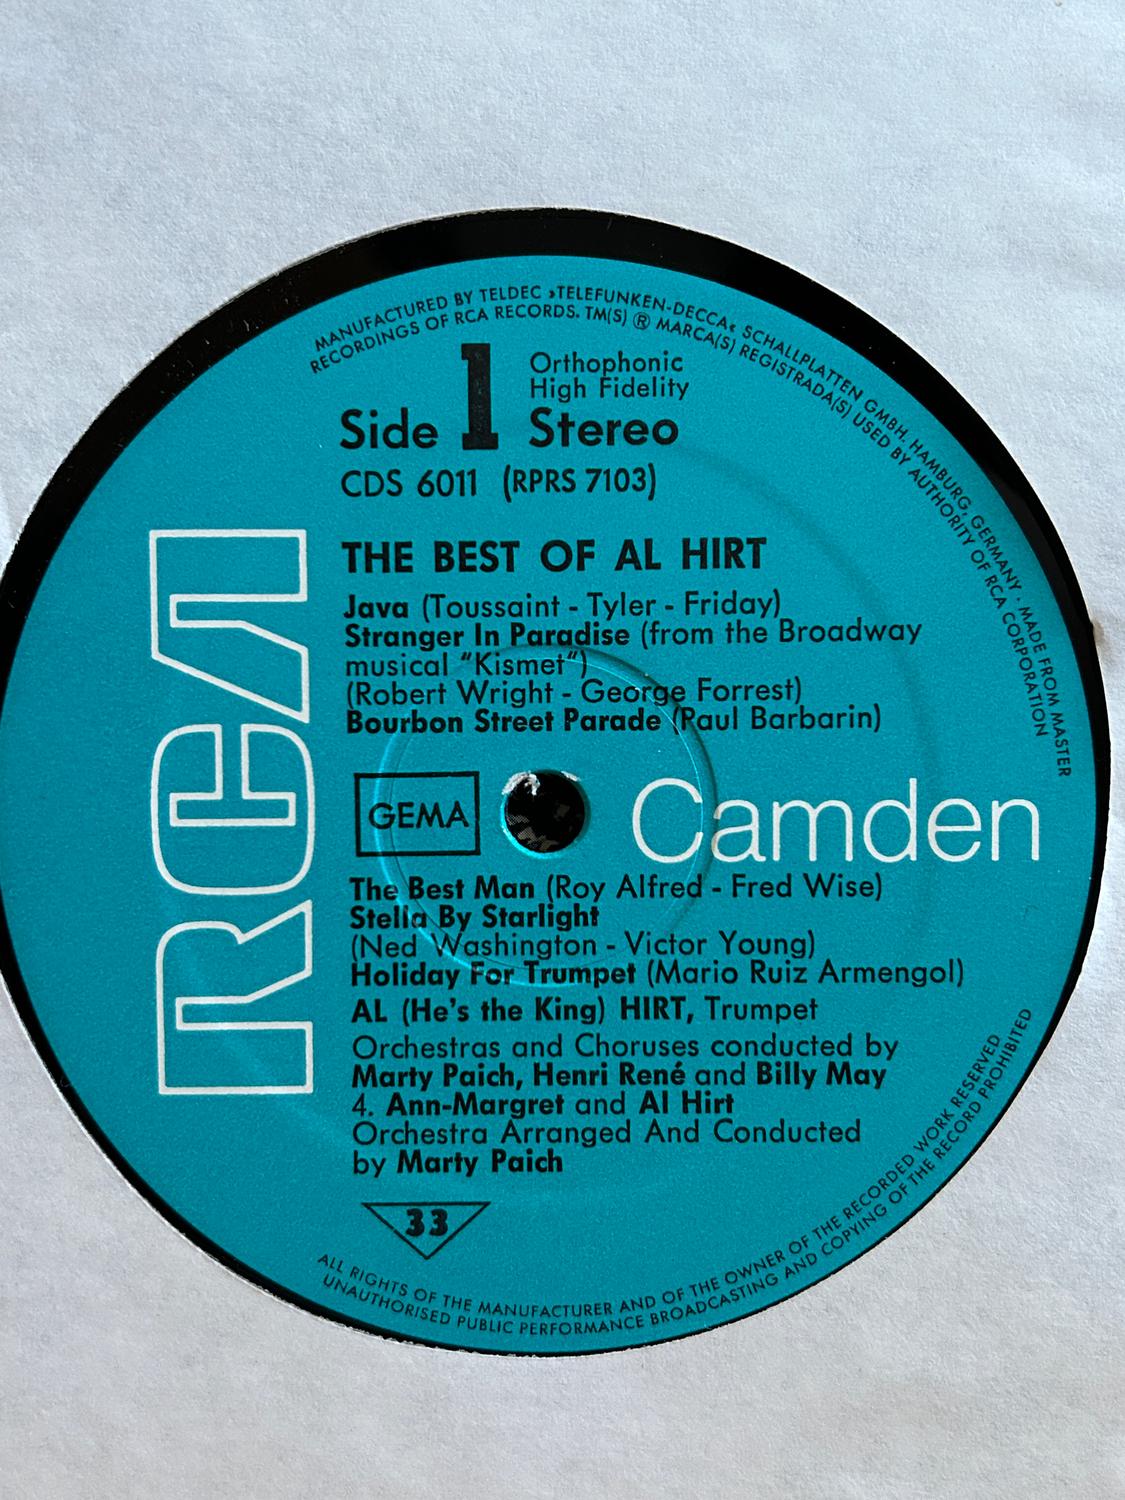 MANUFACTURED BY TELDEC »TELEFUNKEN-DECCA« SCHALLPLATTEN GMBH. HAMBURG, GERMANY · MADE FROM MASTER
RECORDINGS OF RCA RECORDS. TM(S) ® MARCA(S) REGISTRADA(S) USED BY AUTHORITY OF RCA CORPORATION
Side 1
Orthophonic
High Fidelity
Stereo
CDS 6011 (RPRS 7103)
RCA
THE BEST OF AL HIRT
Java (Toussaint - Tyler - Friday)
Stranger In Paradise (from the Broadway
musical "Kismet")
(Robert Wright - George Forrest)
Bourbon Street Parade (Paul Barbarin)
GEMA
Camden
The Best Man (Roy Alfred - Fred Wise)
Stella By Starlight
(Ned Washington - Victor Young)
Holiday For Trumpet (Mario Ruiz Armengol)
AL (He's the King) HIRT, Trumpet
Orchestras and Choruses conducted by
Marty Paich, Henri René and Billy May
4. Ann-Margret and Al Hirt
Orchestra Arranged And Conducted
by Marty Paich
33
ALL RIGHTS OF THE MANUFACTURER AND OF THE OWNER OF THE RECORDED WORK RESERVED
UNAUTHORISED PUBLIC PERFORMANCE BROADCASTING AND COPYING OF THE RECORD PROHIBITED